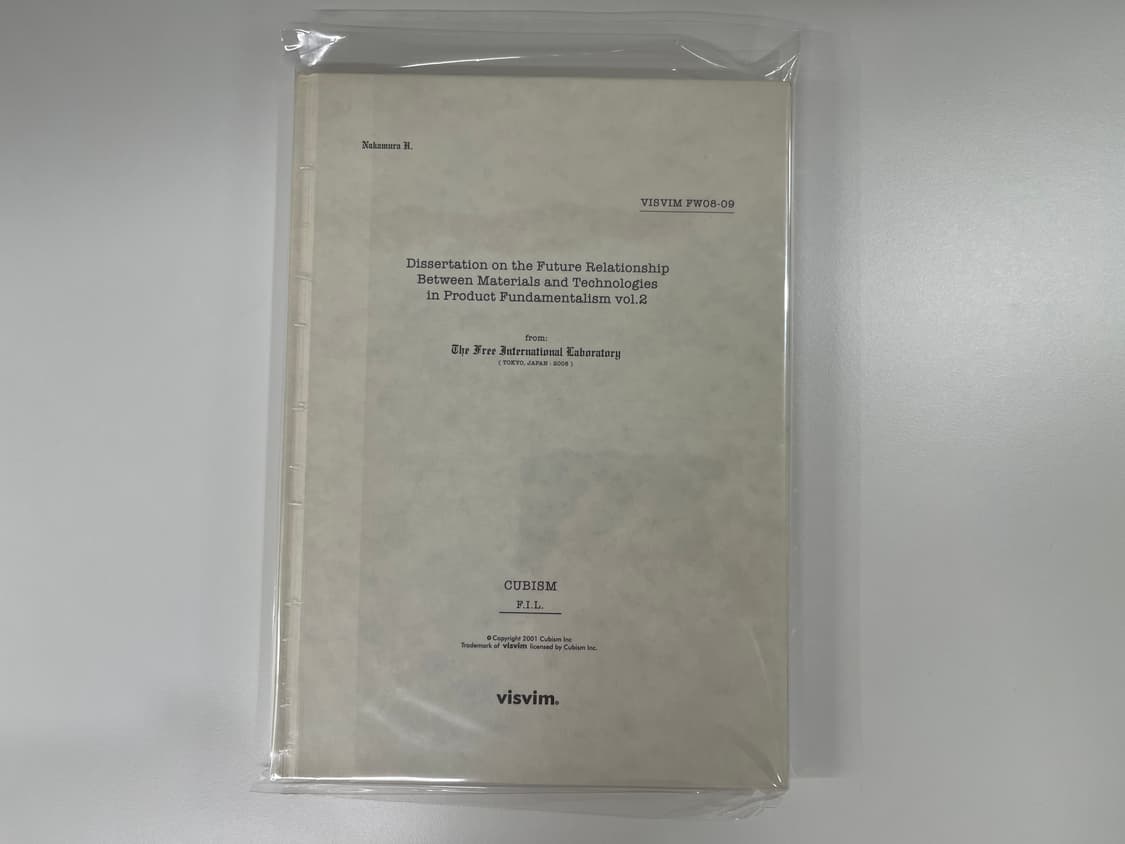 Nakamura H.
VISVIM FW08-09
Dissertation on the Future Relationship
Between Materials and Technologies
in Product Fundamentalism vol.2
from:
The Free International Laboratory
( TOKYO, JAPAN : 2008 )
CUBISM
F.I.L.
© Copyright 2001 Cubism Inc
Trademark of visvim licensed by Cubism Inc.
visvim®